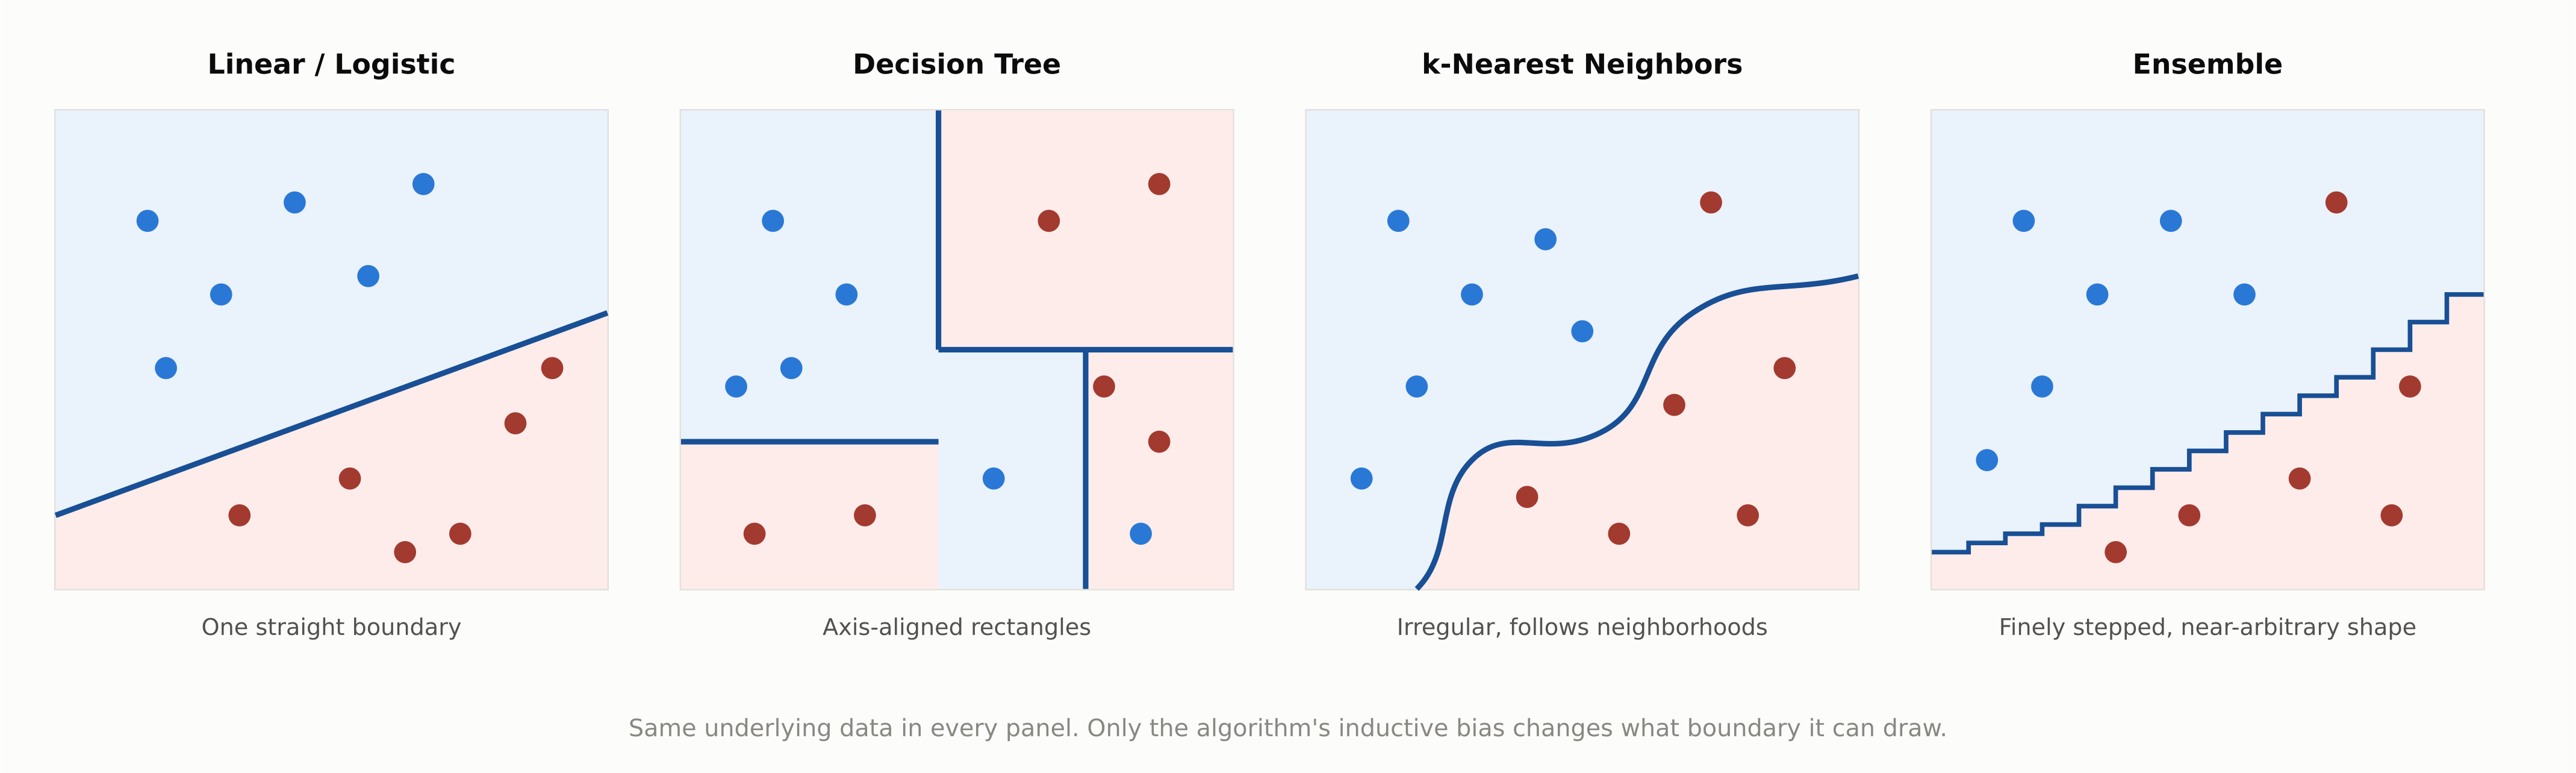 Linear / Logistic
Decision Tree
k-Nearest Neighbors
Ensemble
One straight boundary
Axis-aligned rectangles
Irregular, follows neighborhoods
Finely stepped, near-arbitrary shape
Same underlying data in every panel. Only the algorithm's inductive bias changes what boundary it can draw.